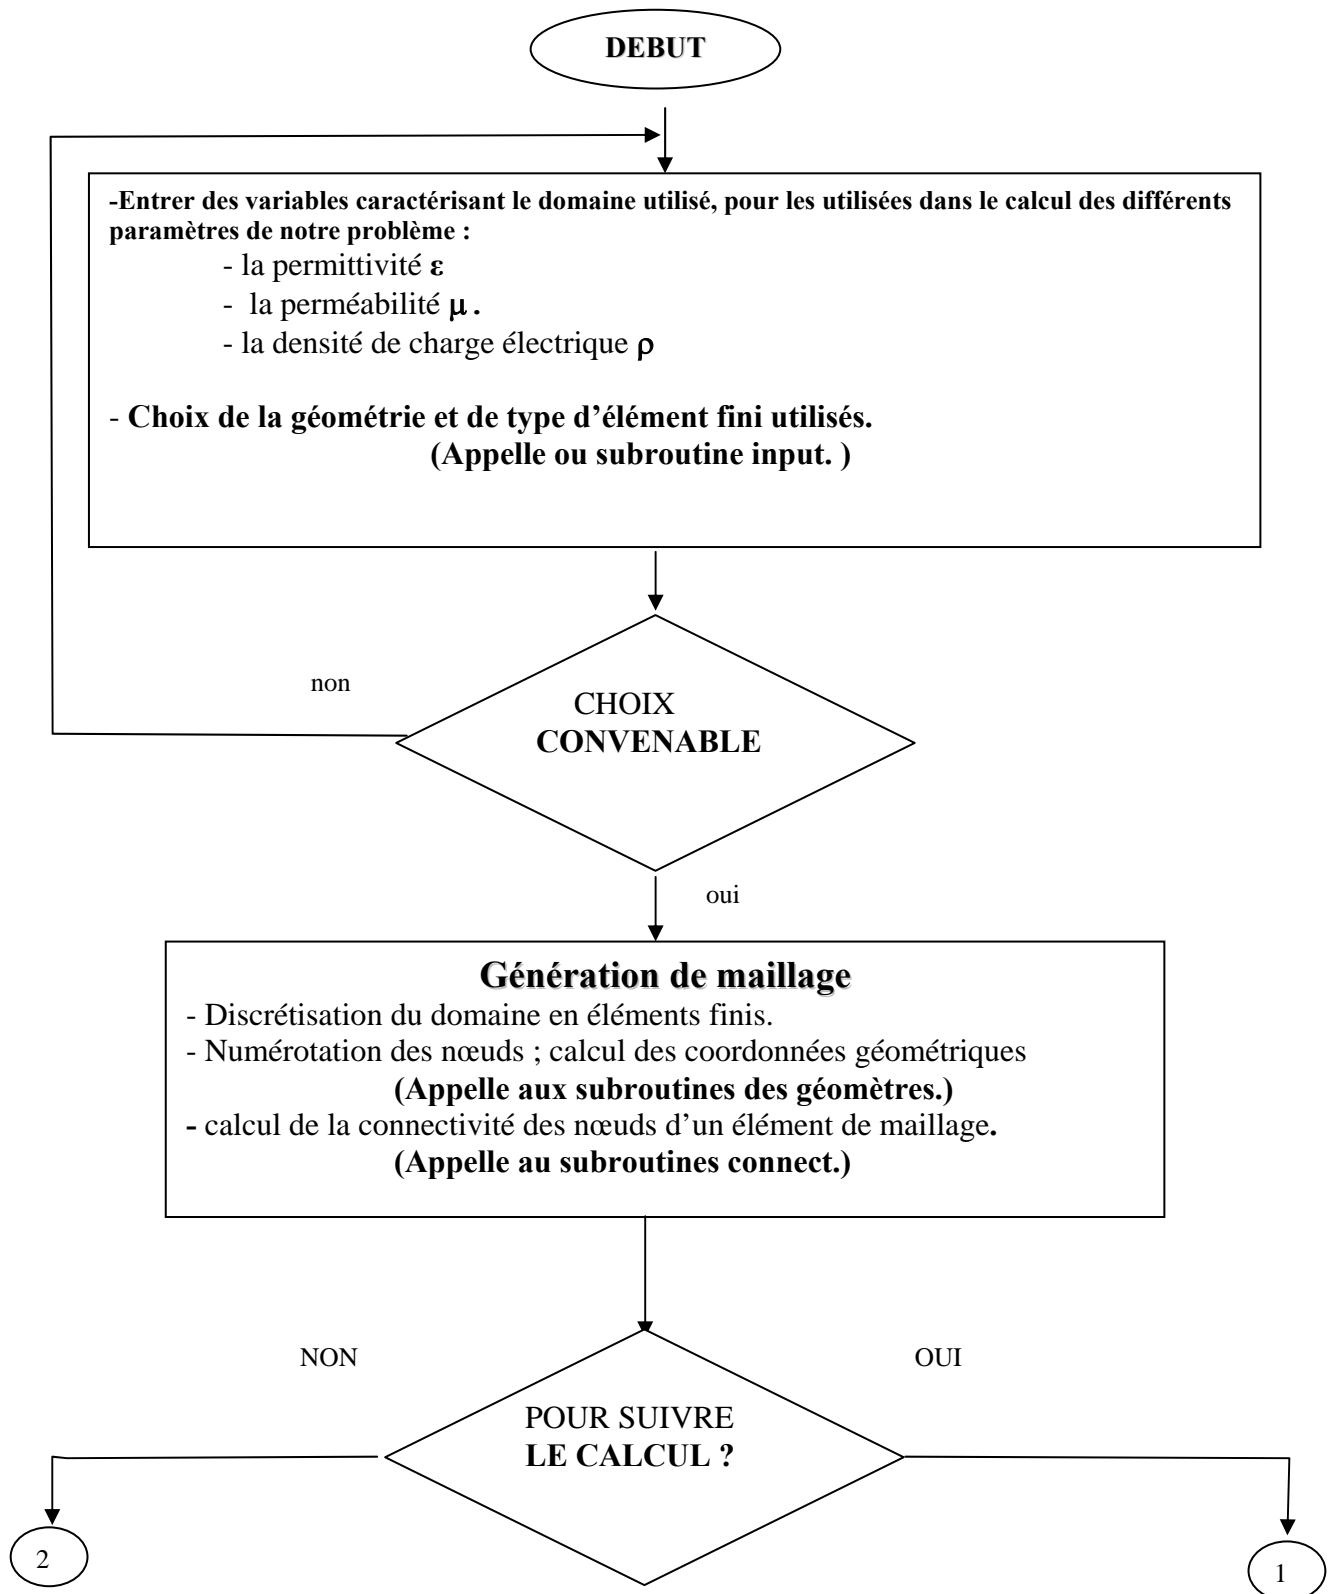 DEBUT
-Entrer des variables caractérisant le domaine utilisé, pour les utilisées dans le calcul des différents
paramètres de notre problème :
- la permittivité ε
- la perméabilité μ .
- la densité de charge électrique ρ
- Choix de la géométrie et de type d’élément fini utilisés.
(Appelle ou subroutine input. )
non
CHOIX
CONVENABLE
oui
Génération de maillage
- Discrétisation du domaine en éléments finis.
- Numérotation des nœuds ; calcul des coordonnées géométriques
(Appelle aux subroutines des géomètres.)
- calcul de la connectivité des nœuds d’un élément de maillage.
(Appelle au subroutines connect.)
NON
OUI
POUR SUIVRE
LE CALCUL ?
2
1